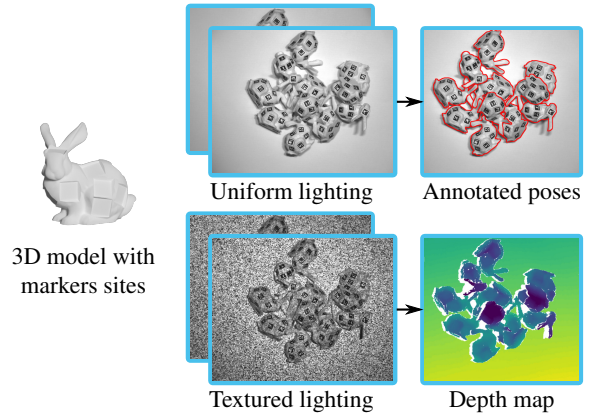 Uniform lighting
Annotated poses
3D model with
markers sites
Textured lighting
Depth map